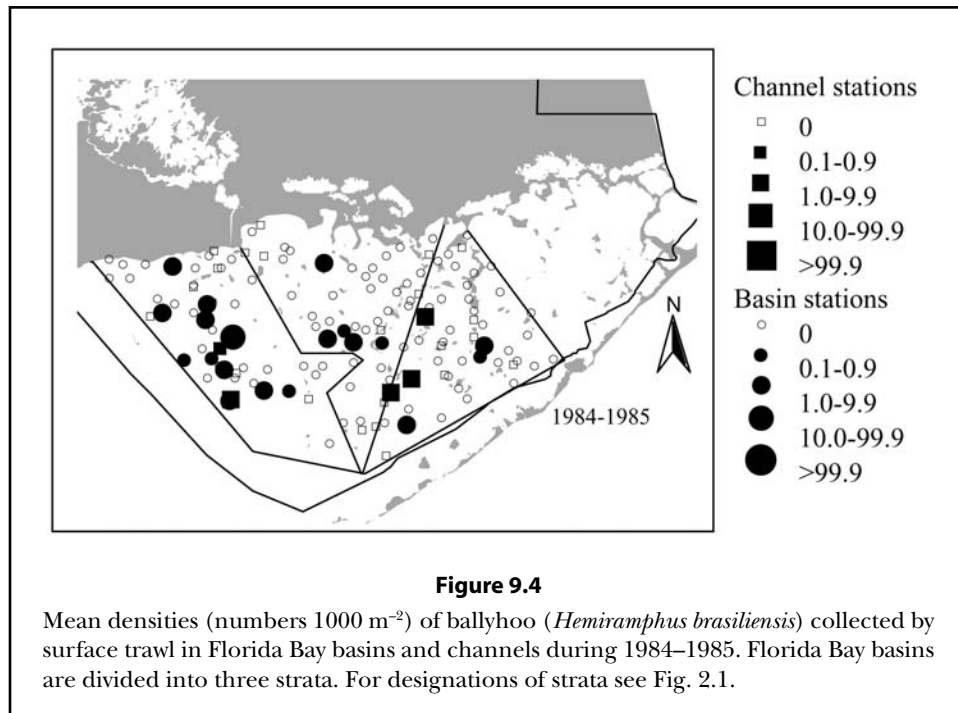 Channel stations
0
0.1-0.9
1.0-9.9
10.0-99.9
>99.9
Basin stations
0
0.1-0.9
1.0-9.9
10.0-99.9
>99.9
N
1984-1985
Figure 9.4
Mean densities (numbers 1000 m⁻²) of ballyhoo (Hemiramphus brasiliensis) collected by
surface trawl in Florida Bay basins and channels during 1984–1985. Florida Bay basins
are divided into three strata. For designations of strata see Fig. 2.1.